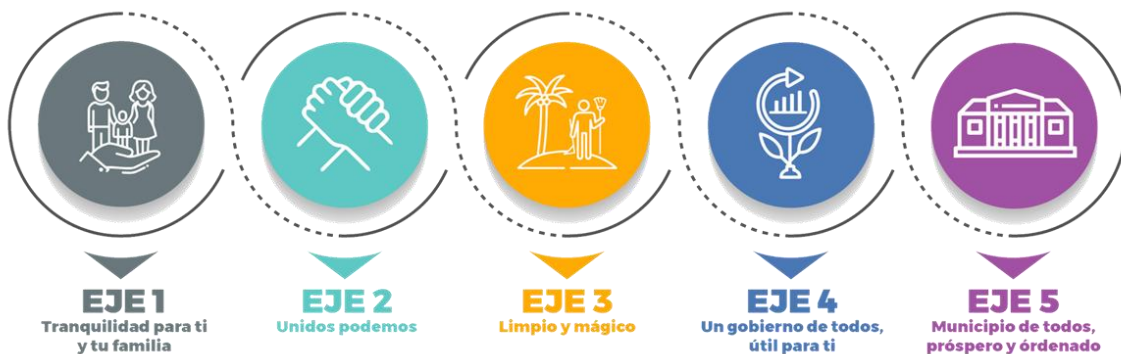 EJE 1
Tranquilidad para ti
y tu familia
EJE 2
Unidos podemos
EJE 3
Limpio y mágico
EJE 4
Un gobierno de todos,
útil para ti
EJE 5
Municipio de todos,
próspero y órdenado